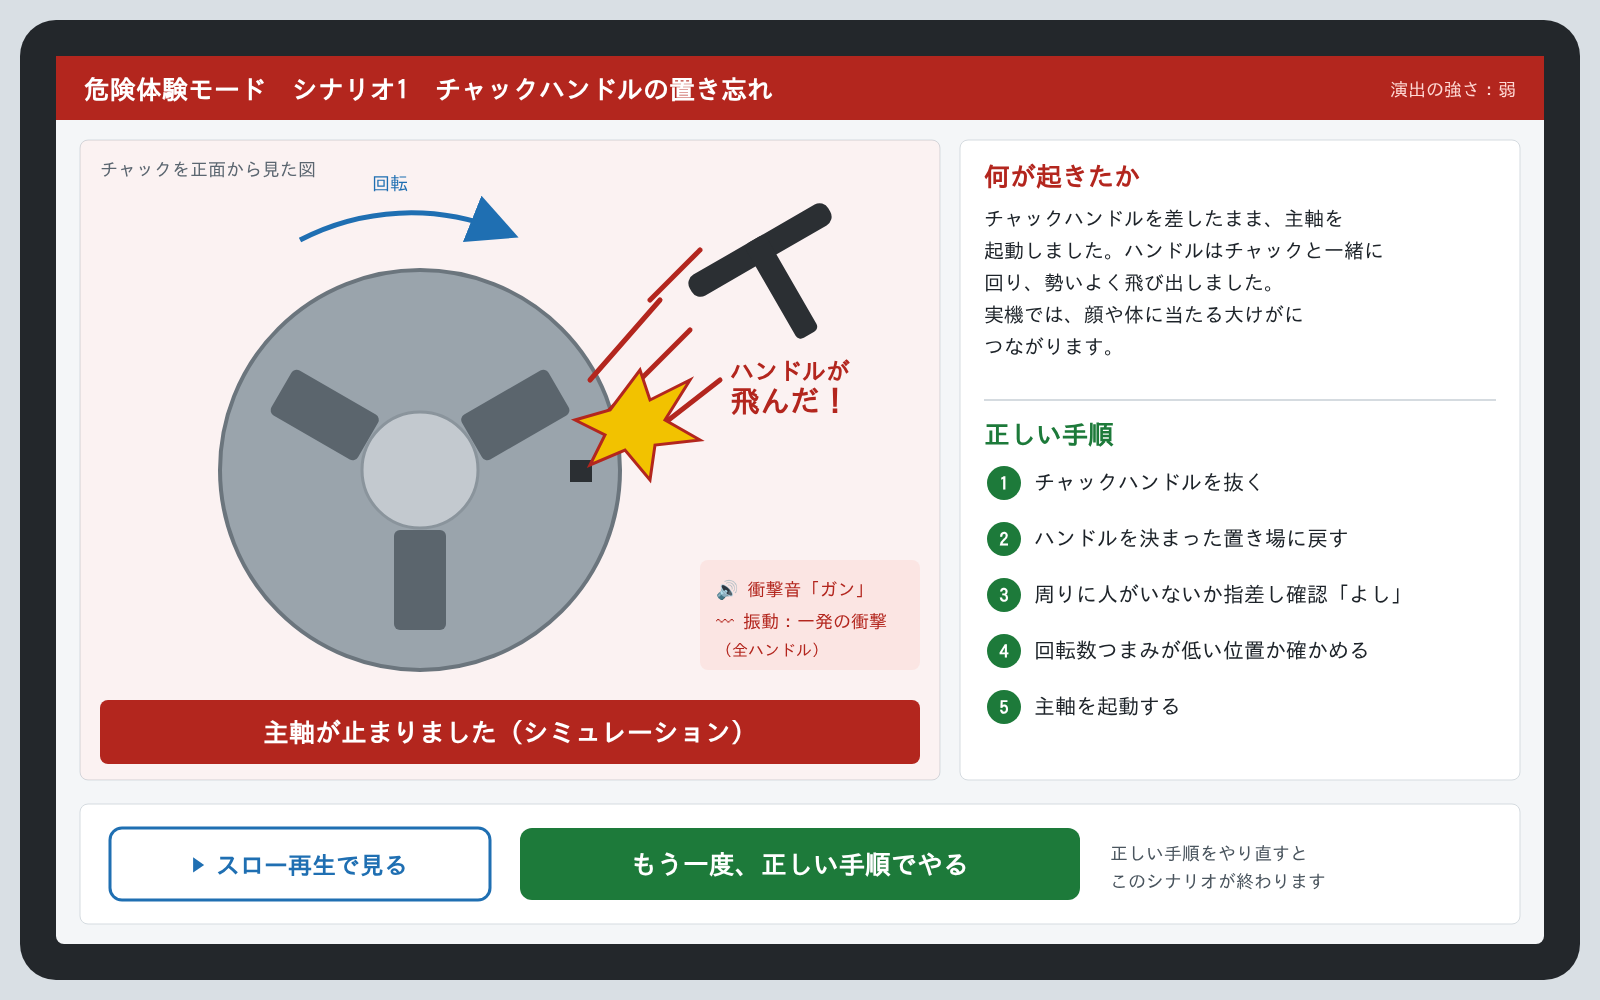 危険体験モード　シナリオ1　チャックハンドルの置き忘れ
演出の強さ：弱
チャックを正面から見た図
回転
ハンドルが
飛んだ！
🔊 衝撃音「ガン」
〰 振動：一発の衝撃
（全ハンドル）
主軸が止まりました（シミュレーション）
何が起きたか
チャックハンドルを差したまま、主軸を
起動しました。ハンドルはチャックと一緒に
回り、勢いよく飛び出しました。
実機では、顔や体に当たる大けがに
つながります。
正しい手順
1 チャックハンドルを抜く
2 ハンドルを決まった置き場に戻す
3 周りに人がいないか指差し確認「よし」
4 回転数つまみが低い位置か確かめる
5 主軸を起動する
▶ スロー再生で見る
もう一度、正しい手順でやる
正しい手順をやり直すと
このシナリオが終わります